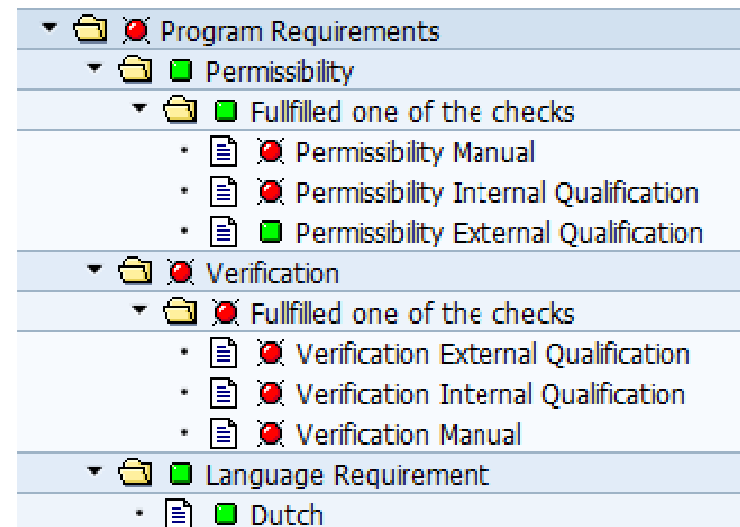 Program Requirements
Permissibility
Fullfilled one of the checks
Permissibility Manual
Permissibility Internal Qualification
Permissibility External Qualification
Verification
Fullfilled one of the checks
Verification External Qualification
Verification Internal Qualification
Verification Manual
Language Requirement
Dutch